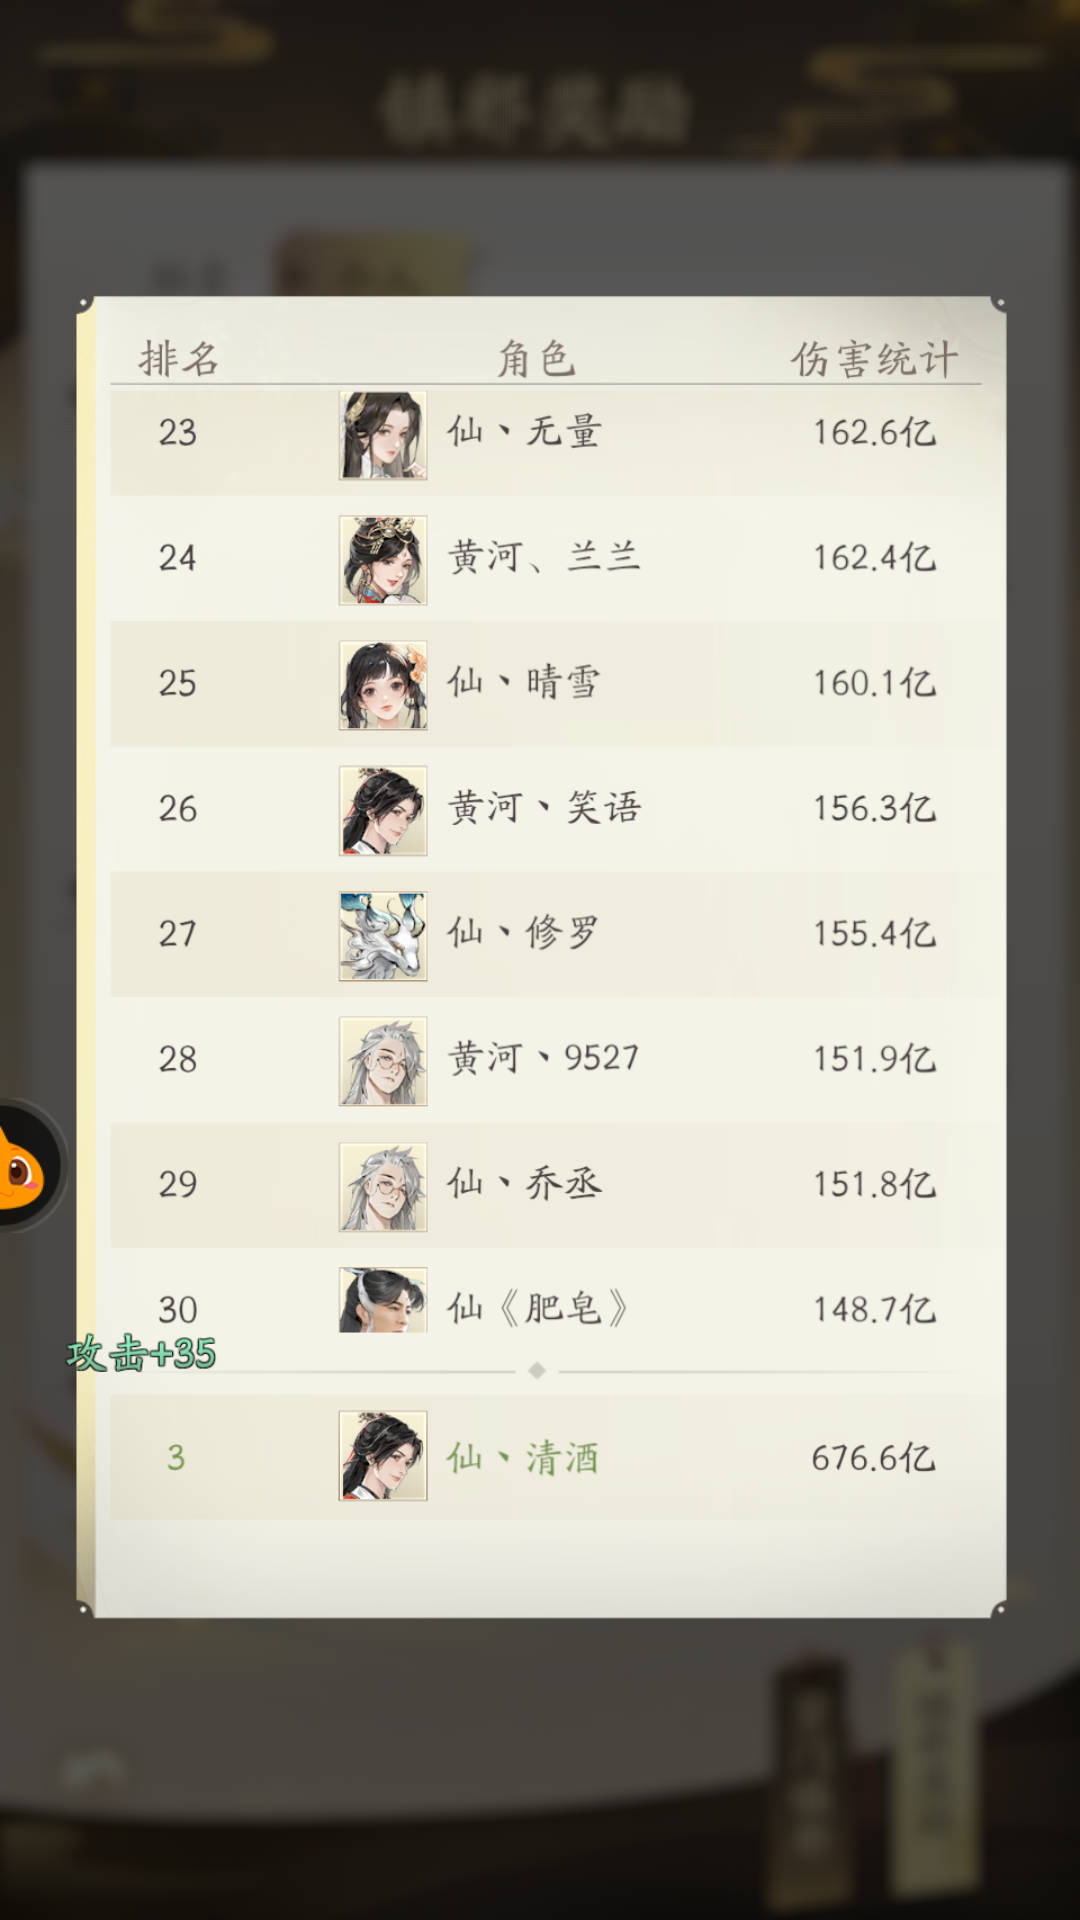 排名 角色 伤害统计
23 仙、无量 162.6亿
24 黄河、兰兰 162.4亿
25 仙、晴雪 160.1亿
26 黄河、笑语 156.3亿
27 仙、修罗 155.4亿
28 黄河、9527 151.9亿
29 仙、乔丞 151.8亿
30 仙《肥皂》 148.7亿
攻击+35
3 仙、清酒 676.6亿